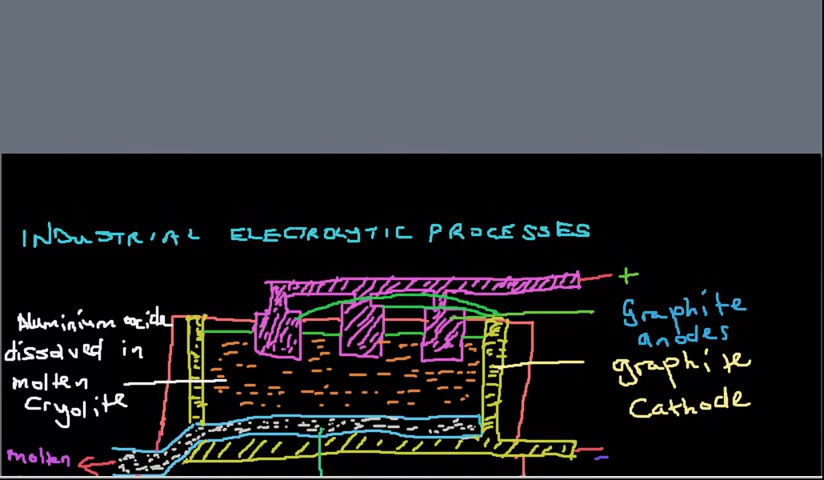 INDUSTRIAL ELECTROLYTIC PROCESSES
+
Aluminium oxide
dissolved in
molten
Cryolite
Graphite
anodes
graphite
Cathode
molten
-